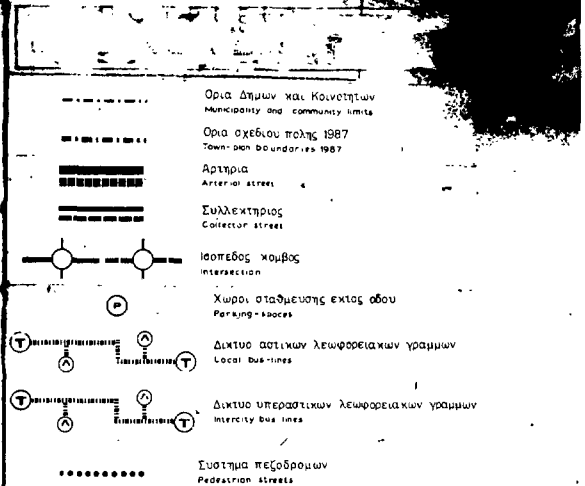 Ορια Δημων και Κοινοτητων
Municipality and community limits
Ορια σχεδιου πολης 1987
Town-plan boundaries 1987
Αρτηρια
Arterial street
Συλλεκτηριος
Collector street
Ισοπεδος κομβος
Intersection
P
Χωροι σταθμευσης εκτος οδου
Parking-spaces
T
Δικτυο αστικων λεωφορειακων γραμμων
Local bus-lines
T
T
Δικτυο υπεραστικων λεωφορειακων γραμμων
Intercity bus lines
T
Συστημα πεζοδρομων
Pedestrian streets